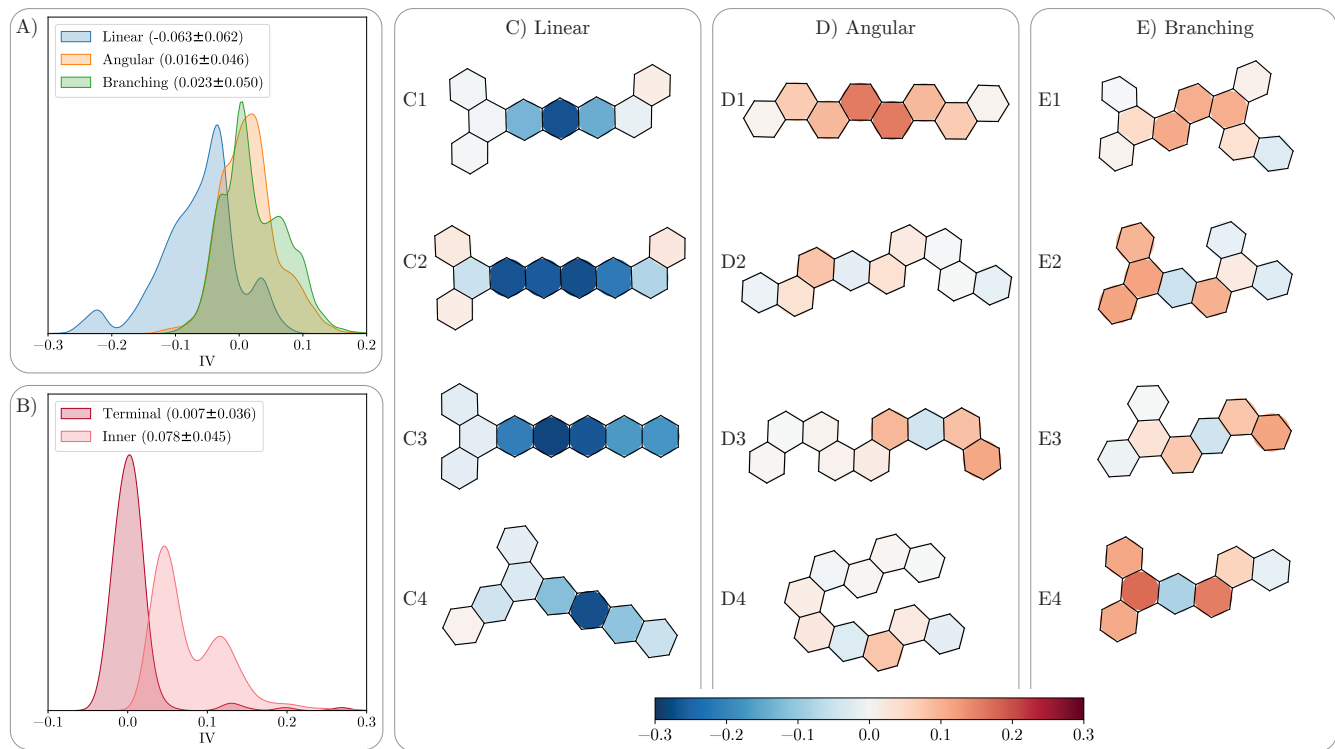 A)
Linear (-0.063±0.062)
Angular (0.016±0.046)
Branching (0.023±0.050)
−0.3 −0.2 −0.1 0.0 0.1 0.2
IV
B)
Terminal (0.007±0.036)
Inner (0.078±0.045)
−0.1 0.0 0.1 0.2 0.3
IV
C) Linear
C1
C2
C3
C4
D) Angular
D1
D2
D3
D4
E) Branching
E1
E2
E3
E4
−0.3 −0.2 −0.1 0.0 0.1 0.2 0.3